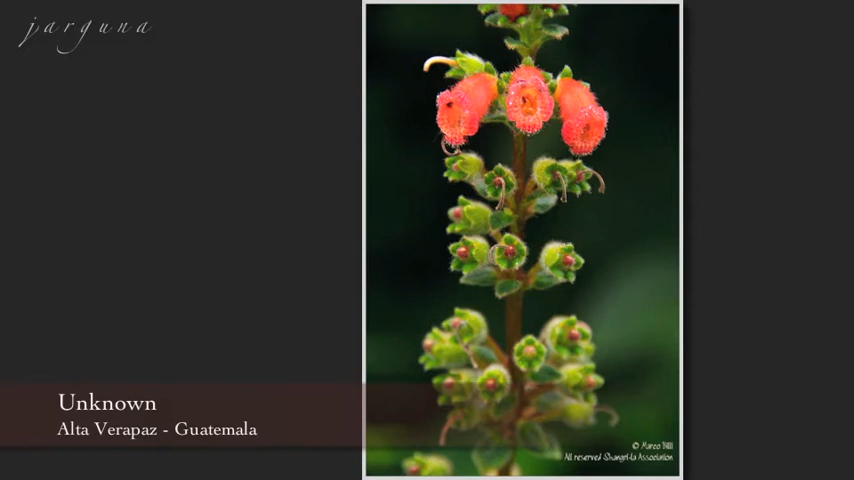 jarguna
Unknown
Alta Verapaz - Guatemala
© Marco Billi
All reserved Shangri-la Association